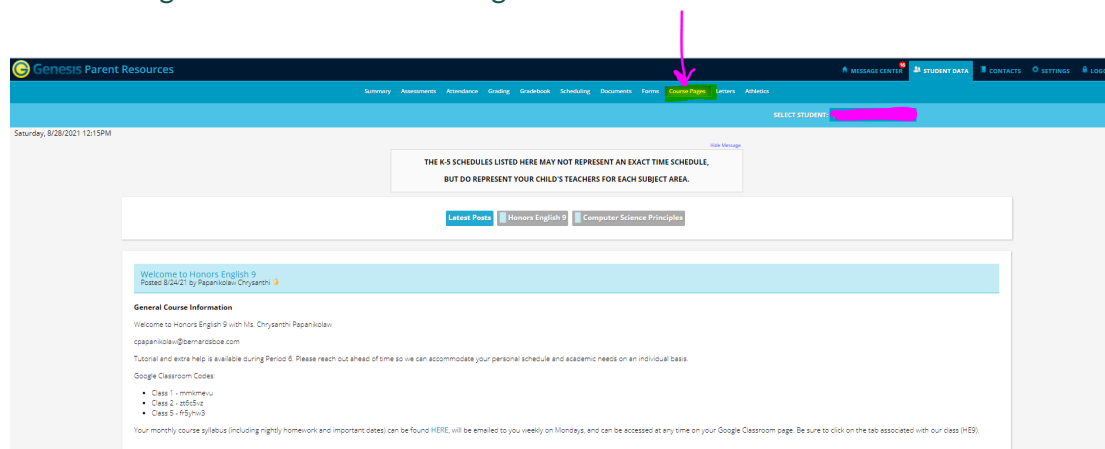 Genesis Parent Resources
MESSAGE CENTER STUDENT DATA CONTACTS SETTINGS
Summary Assessments Attendance Grading Gradebook Scheduling Documents Forms Course Pages Letters Athletics
SELECT STUDENT:
Saturday, 8/28/2021 12:15PM
Hide Message
THE K-5 SCHEDULES LISTED HERE MAY NOT REPRESENT AN EXACT TIME SCHEDULE,
BUT DO REPRESENT YOUR CHILD'S TEACHERS FOR EACH SUBJECT AREA.
Latest Posts Honors English 9 Computer Science Principles
Welcome to Honors English 9
Posted 8/24/21 by Papanikolaw Chrysanthi
General Course Information
Welcome to Honors English 9 with Ms. Chrysanthi Papanikolaw
cpapanikolaw@bernardsboe.com
Tutorial and extra help is available during Period 6. Please reach out ahead of time so we can accommodate your personal schedule and academic needs on an individual basis.
Google Classroom Codes:
• Class 1 - mmkmevu
• Class 2 - zt6c5vz
• Class 5 - fr5yhw3
Your monthly course syllabus (including nightly homework and important dates) can be found HERE, will be emailed to you weekly on Mondays, and can be accessed at any time on your Google Classroom page. Be sure to click on the tab associated with our class (HE9).